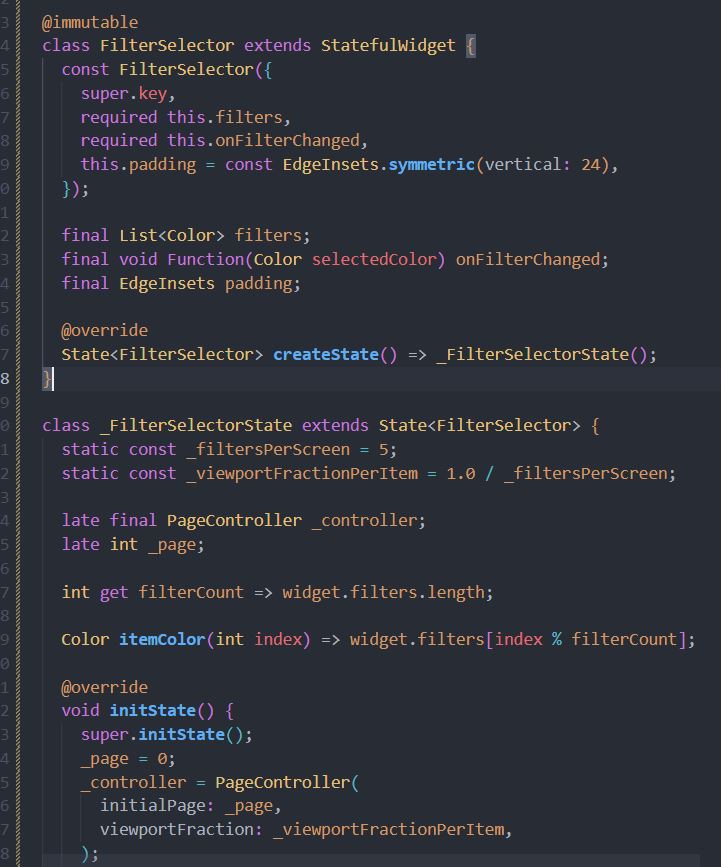 3 @immutable
4 class FilterSelector extends StatefulWidget {
5 const FilterSelector({
6 super.key,
7 required this.filters,
8 required this.onFilterChanged,
9 this.padding = const EdgeInsets.symmetric(vertical: 24),
0 });
1
2 final List<Color> filters;
3 final void Function(Color selectedColor) onFilterChanged;
4 final EdgeInsets padding;
5
6 @override
7 State<FilterSelector> createState() => _FilterSelectorState();
8 }
9
0 class _FilterSelectorState extends State<FilterSelector> {
1 static const _filtersPerScreen = 5;
2 static const _viewportFractionPerItem = 1.0 / _filtersPerScreen;
3
4 late final PageController _controller;
5 late int _page;
6
7 int get filterCount => widget.filters.length;
8
9 Color itemColor(int index) => widget.filters[index % filterCount];
0
1 @override
2 void initState() {
3 super.initState();
4 _page = 0;
5 _controller = PageController(
6 initialPage: _page,
7 viewportFraction: _viewportFractionPerItem,
8 );